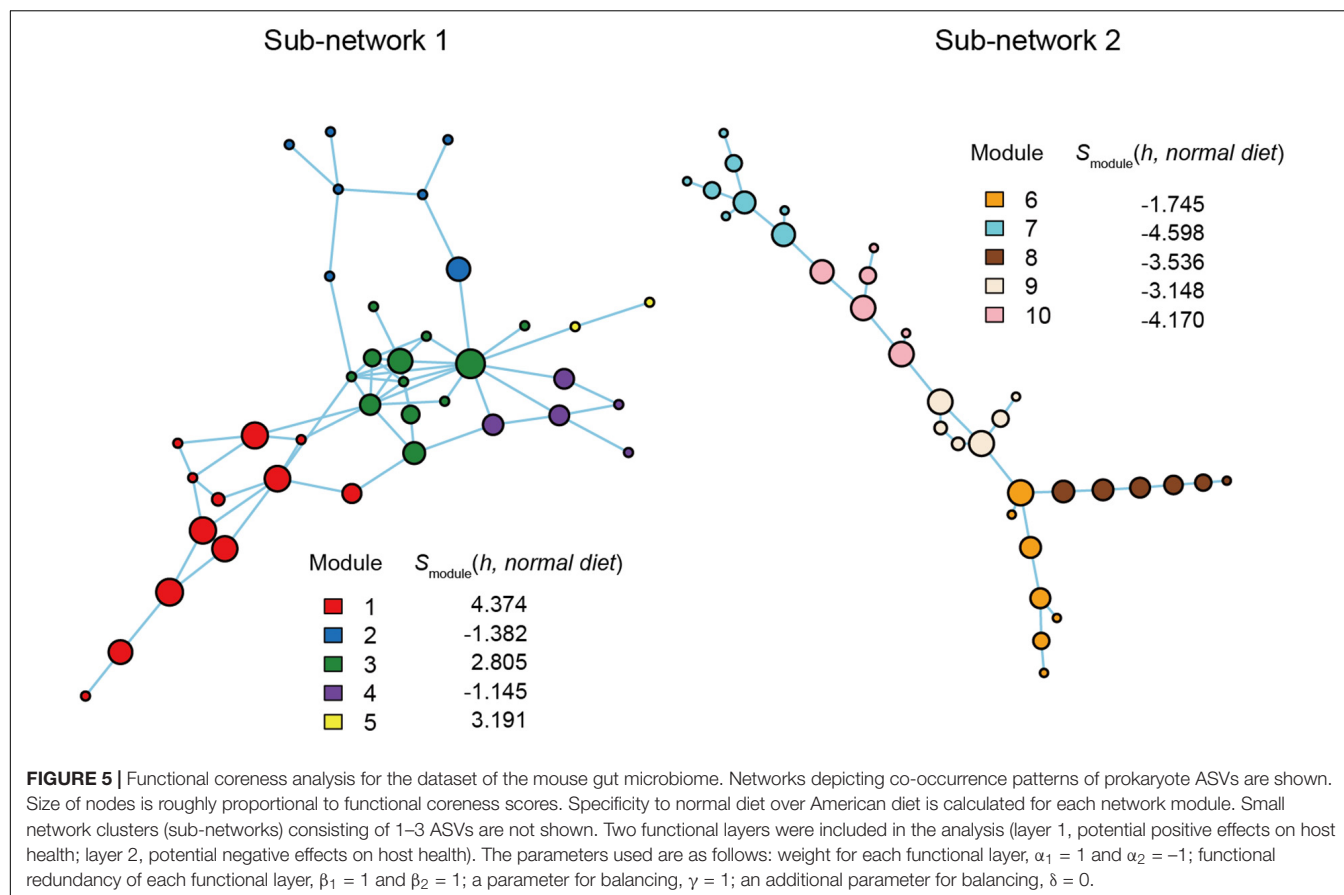 Sub-network 1
Sub-network 2
Module S_module(h, normal diet)
6 -1.745
7 -4.598
8 -3.536
9 -3.148
10 -4.170
Module S_module(h, normal diet)
1 4.374
2 -1.382
3 2.805
4 -1.145
5 3.191
FIGURE 5 | Functional coreness analysis for the dataset of the mouse gut microbiome. Networks depicting co-occurrence patterns of prokaryote ASVs are shown.
Size of nodes is roughly proportional to functional coreness scores. Specificity to normal diet over American diet is calculated for each network module. Small
network clusters (sub-networks) consisting of 1–3 ASVs are not shown. Two functional layers were included in the analysis (layer 1, potential positive effects on host
health; layer 2, potential negative effects on host health). The parameters used are as follows: weight for each functional layer, α₁ = 1 and α₂ = –1; functional
redundancy of each functional layer, β₁ = 1 and β₂ = 1; a parameter for balancing, γ = 1; an additional parameter for balancing, δ = 0.